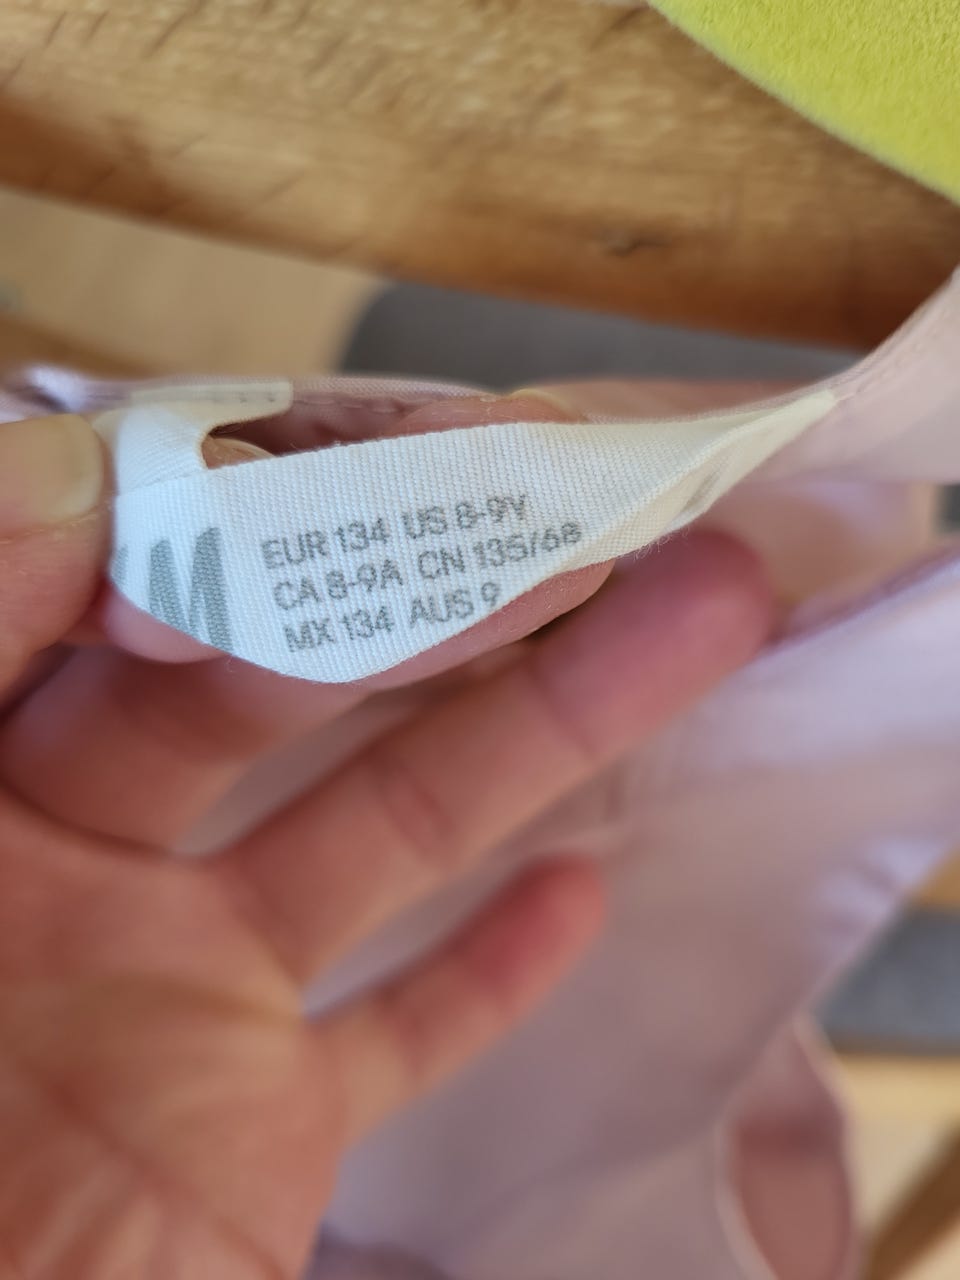 M
EUR 134 US 8-9Y
CA 8-9A CN 135/68
MX 134 AUS 9